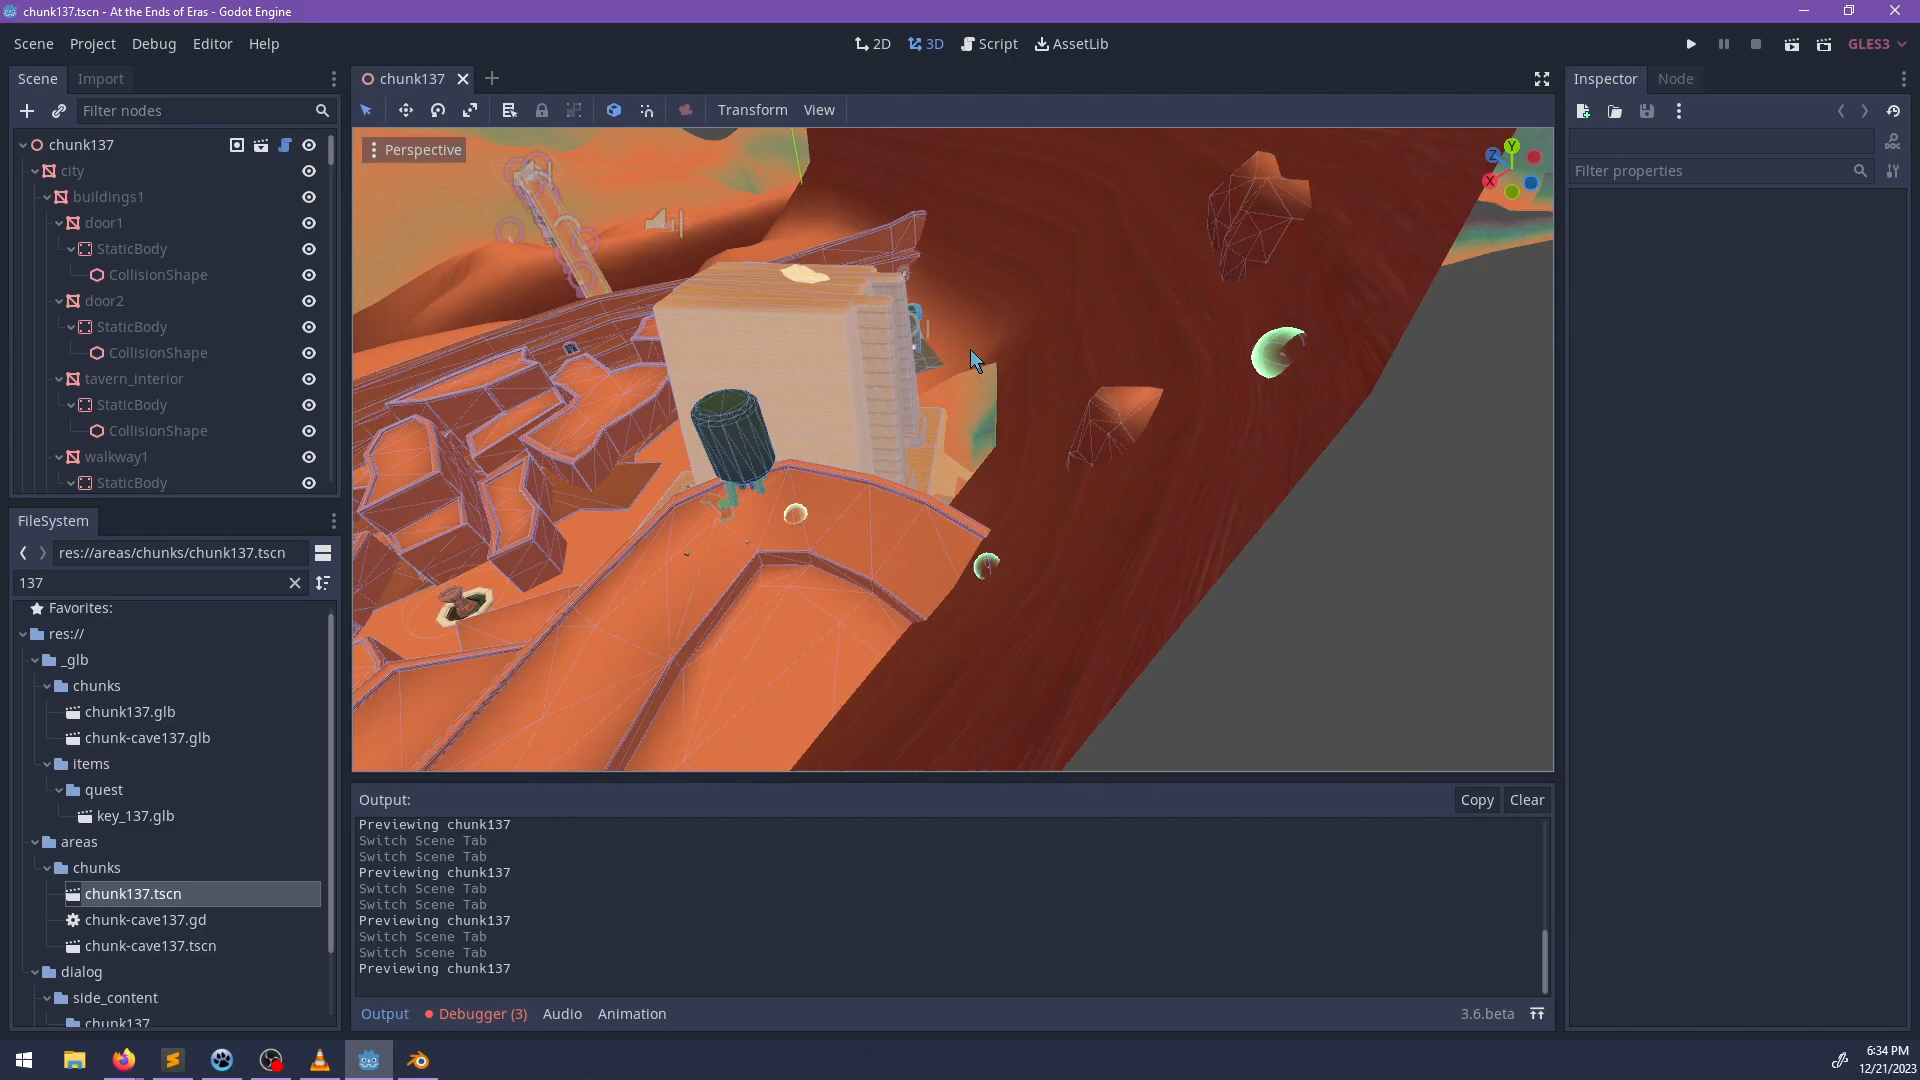 chunk137.tscn - At the Ends of Eras - Godot Engine
Scene Project Debug Editor Help
2D 3D Script AssetLib
GLES3
Scene Import
Filter nodes
chunk137
city
buildings1
door1
StaticBody
CollisionShape
door2
StaticBody
CollisionShape
tavern_interior
StaticBody
CollisionShape
walkway1
StaticBody
FileSystem
res://areas/chunks/chunk137.tscn
137
Favorites:
res://
_glb
chunks
chunk137.glb
chunk-cave137.glb
items
quest
key_137.glb
areas
chunks
chunk137.tscn
chunk-cave137.gd
chunk-cave137.tscn
dialog
side_content
chunk137
chunk137
Transform View
Perspective
Y
Z
X
Output:
Copy Clear
Previewing chunk137
Switch Scene Tab
Switch Scene Tab
Previewing chunk137
Switch Scene Tab
Switch Scene Tab
Previewing chunk137
Switch Scene Tab
Switch Scene Tab
Previewing chunk137
Output Debugger (3) Audio Animation
3.6.beta
Inspector Node
DOC
Filter properties
6:34 PM
12/21/2023